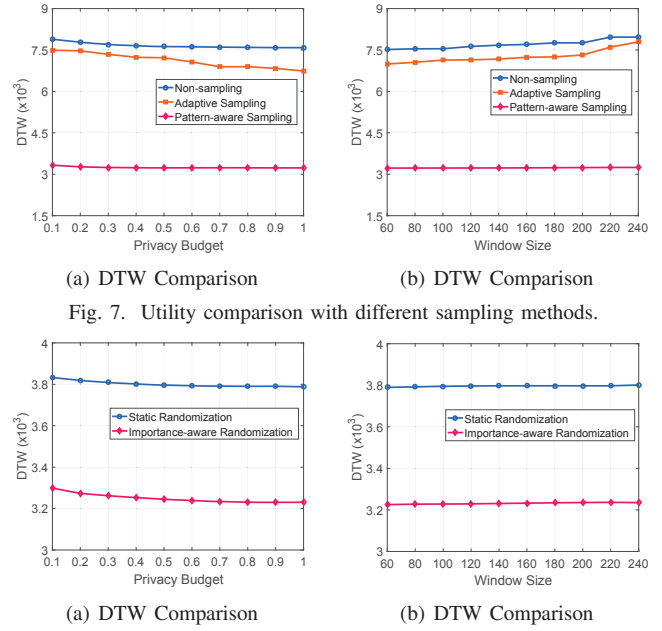 9
7.5
6
4.5
3
1.5
DTW (x10³)
Non-sampling
Adaptive Sampling
Pattern-aware Sampling
0.1 0.2 0.3 0.4 0.5 0.6 0.7 0.8 0.9 1
Privacy Budget
(a) DTW Comparison
9
7.5
6
4.5
3
1.5
DTW (x10³)
Non-sampling
Adaptive Sampling
Pattern-aware Sampling
60 80 100 120 140 160 180 200 220 240
Window Size
(b) DTW Comparison
Fig. 7. Utility comparison with different sampling methods.
4
3.8
3.6
3.4
3.2
3
DTW (x10³)
Static Randomization
Importance-aware Randomization
0.1 0.2 0.3 0.4 0.5 0.6 0.7 0.8 0.9 1
Privacy Budget
(a) DTW Comparison
4
3.8
3.6
3.4
3.2
3
DTW (x10³)
Static Randomization
Importance-aware Randomization
60 80 100 120 140 160 180 200 220 240
Window Size
(b) DTW Comparison